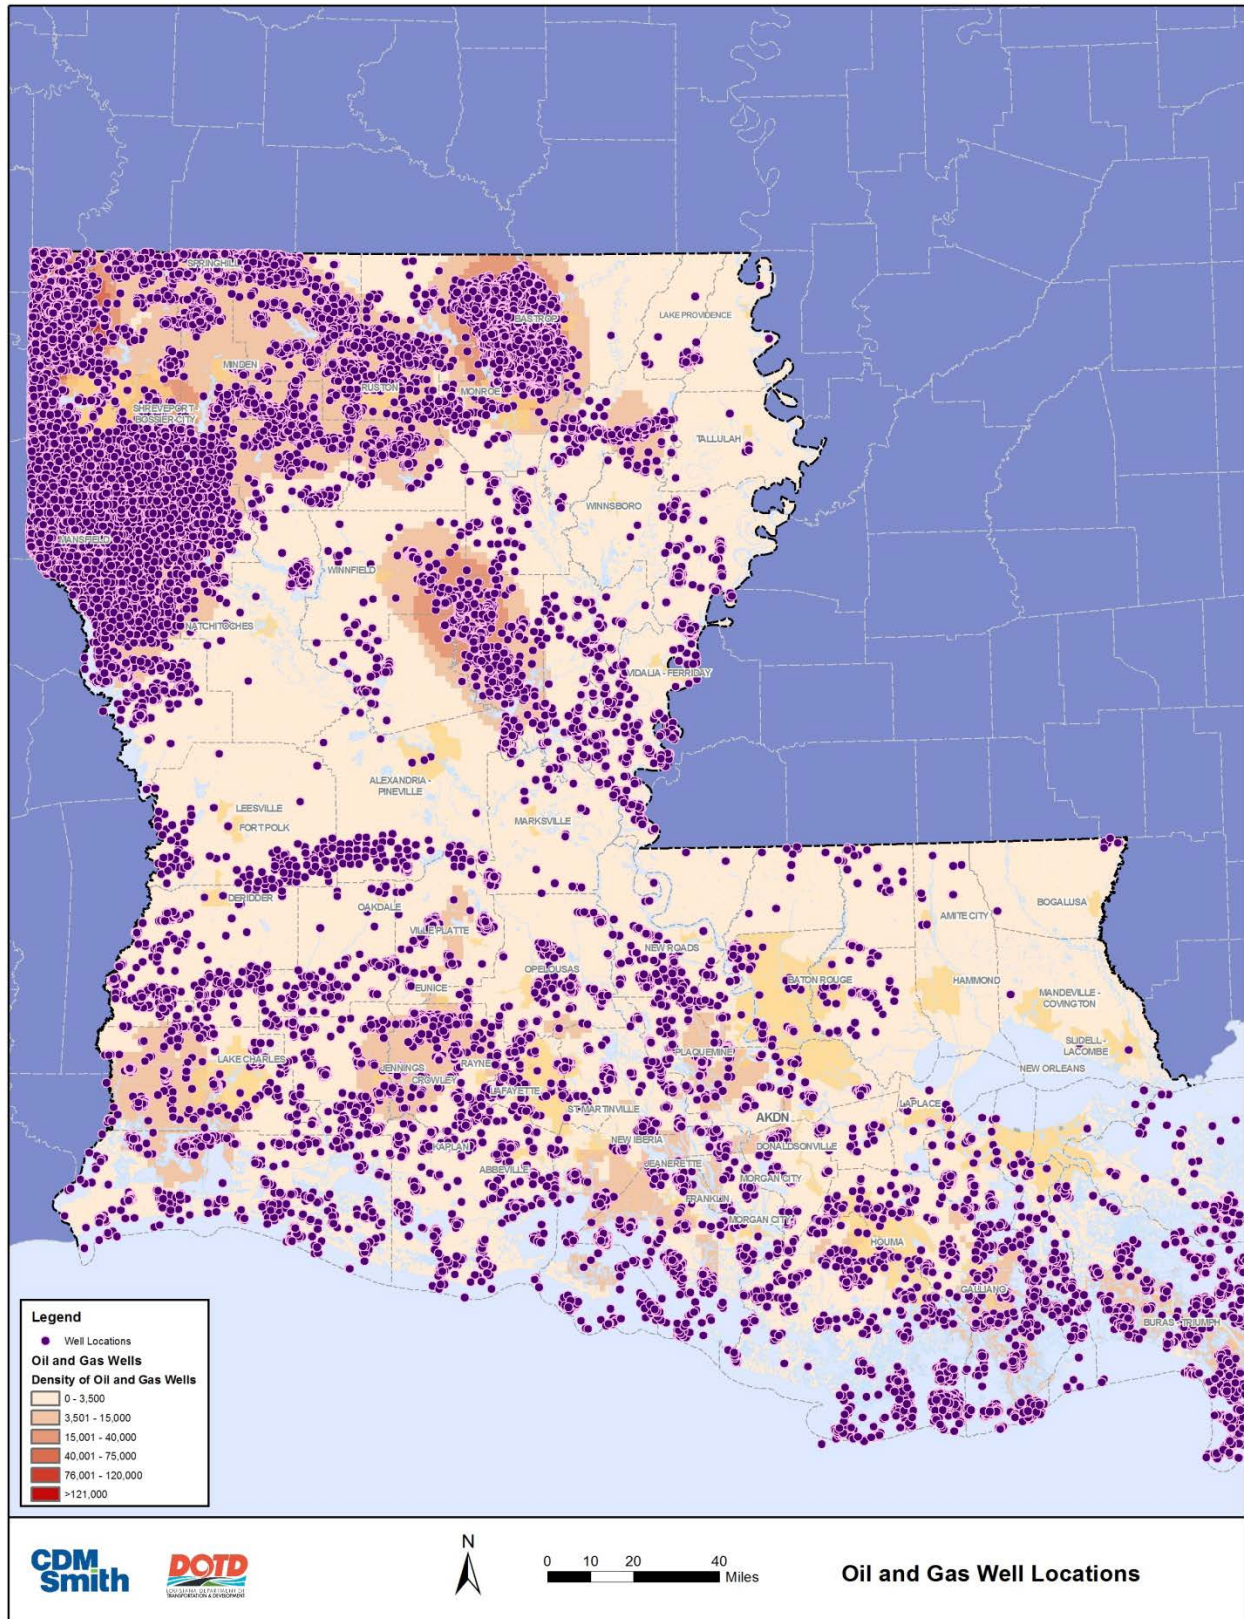 SPRINGHILL
BASTROP
LAKE PROVIDENCE
MINDEN
RUSTON
MONROE
SHREVEPORT -
BOSSIER CITY
TALLULAH
WINNSBORO
MANSFIELD
WINNFIELD
NATCHITOCHES
VIDALIA - FERRIDAY
ALEXANDRIA -
PINEVILLE
LEESVILLE
FORT POLK
MARKSVILLE
DERIDDER
OAKDALE
BOGALUSA
AMITE CITY
VILLE PLATTE
NEW ROADS
OPELOUSAS
BATON ROUGE
HAMMOND
EUNICE
MANDEVILLE -
COVINGTON
SLIDELL -
LACOMBE
PLAQUEMINE
LAKE CHARLES
RAYNE
JENNINGS
CROWLEY
NEW ORLEANS
LAFAYETTE
ST MARTINVILLE
AKDN
LAPLACE
KAPLAN
NEW IBERIA
DONALDSONVILLE
ABBEVILLE
JEANERETTE
MORGAN CITY
FRANKLIN
MORGAN CITY
HOUMA
GALLIANO
BURAS - TRIUMPH
Legend
Well Locations
Oil and Gas Wells
Density of Oil and Gas Wells
0 - 3,500
3,501 - 15,000
15,001 - 40,000
40,001 - 75,000
76,001 - 120,000
>121,000
CDM
Smith
DOTD
LOUISIANA DEPARTMENT OF
TRANSPORTATION & DEVELOPMENT
N
0 10 20 40
Miles
Oil and Gas Well Locations